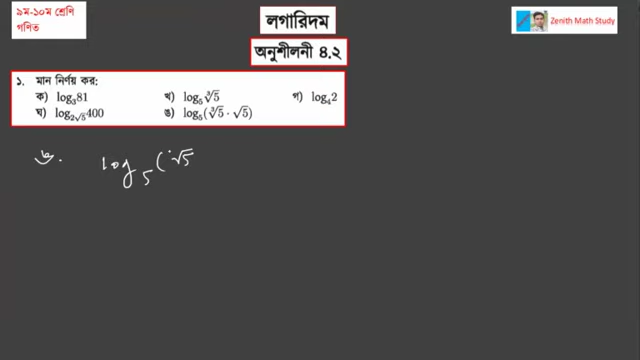 ৯ম-১০ম শ্রেণি
গণিত
লগারিদম
Zenith Math Study
অনুশীলনী ৪.২
১. মান নির্ণয় কর:
ক) log₃81 খ) log₅∛5 গ) log₄2
ঘ) log₂√₅400 ঙ) log₅(∛5 · √5)
ঙ. log₅(√5